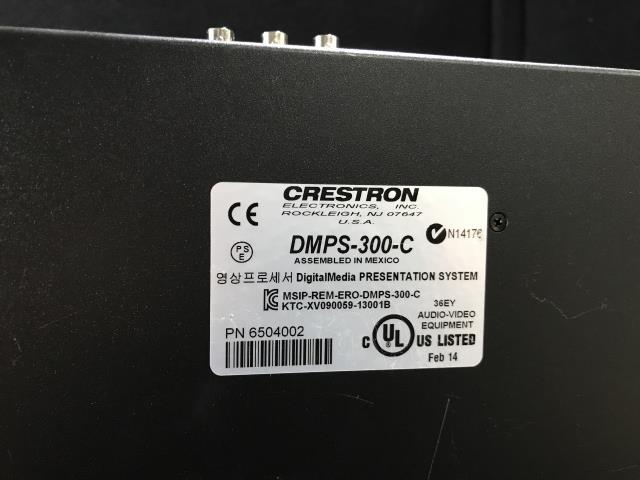 CRESTRON
ELECTRONICS, INC.
ROCKLEIGH, NJ 07647
U.S.A.
CE
DMPS-300-C
N14176
PS
E
ASSEMBLED IN MEXICO
영상프로세서 DigitalMedia PRESENTATION SYSTEM
MSIP-REM-ERO-DMPS-300-C
KTC-XV090059-13001B
PN 6504002
36EY
AUDIO-VIDEO
EQUIPMENT
C UL US LISTED
Feb 14